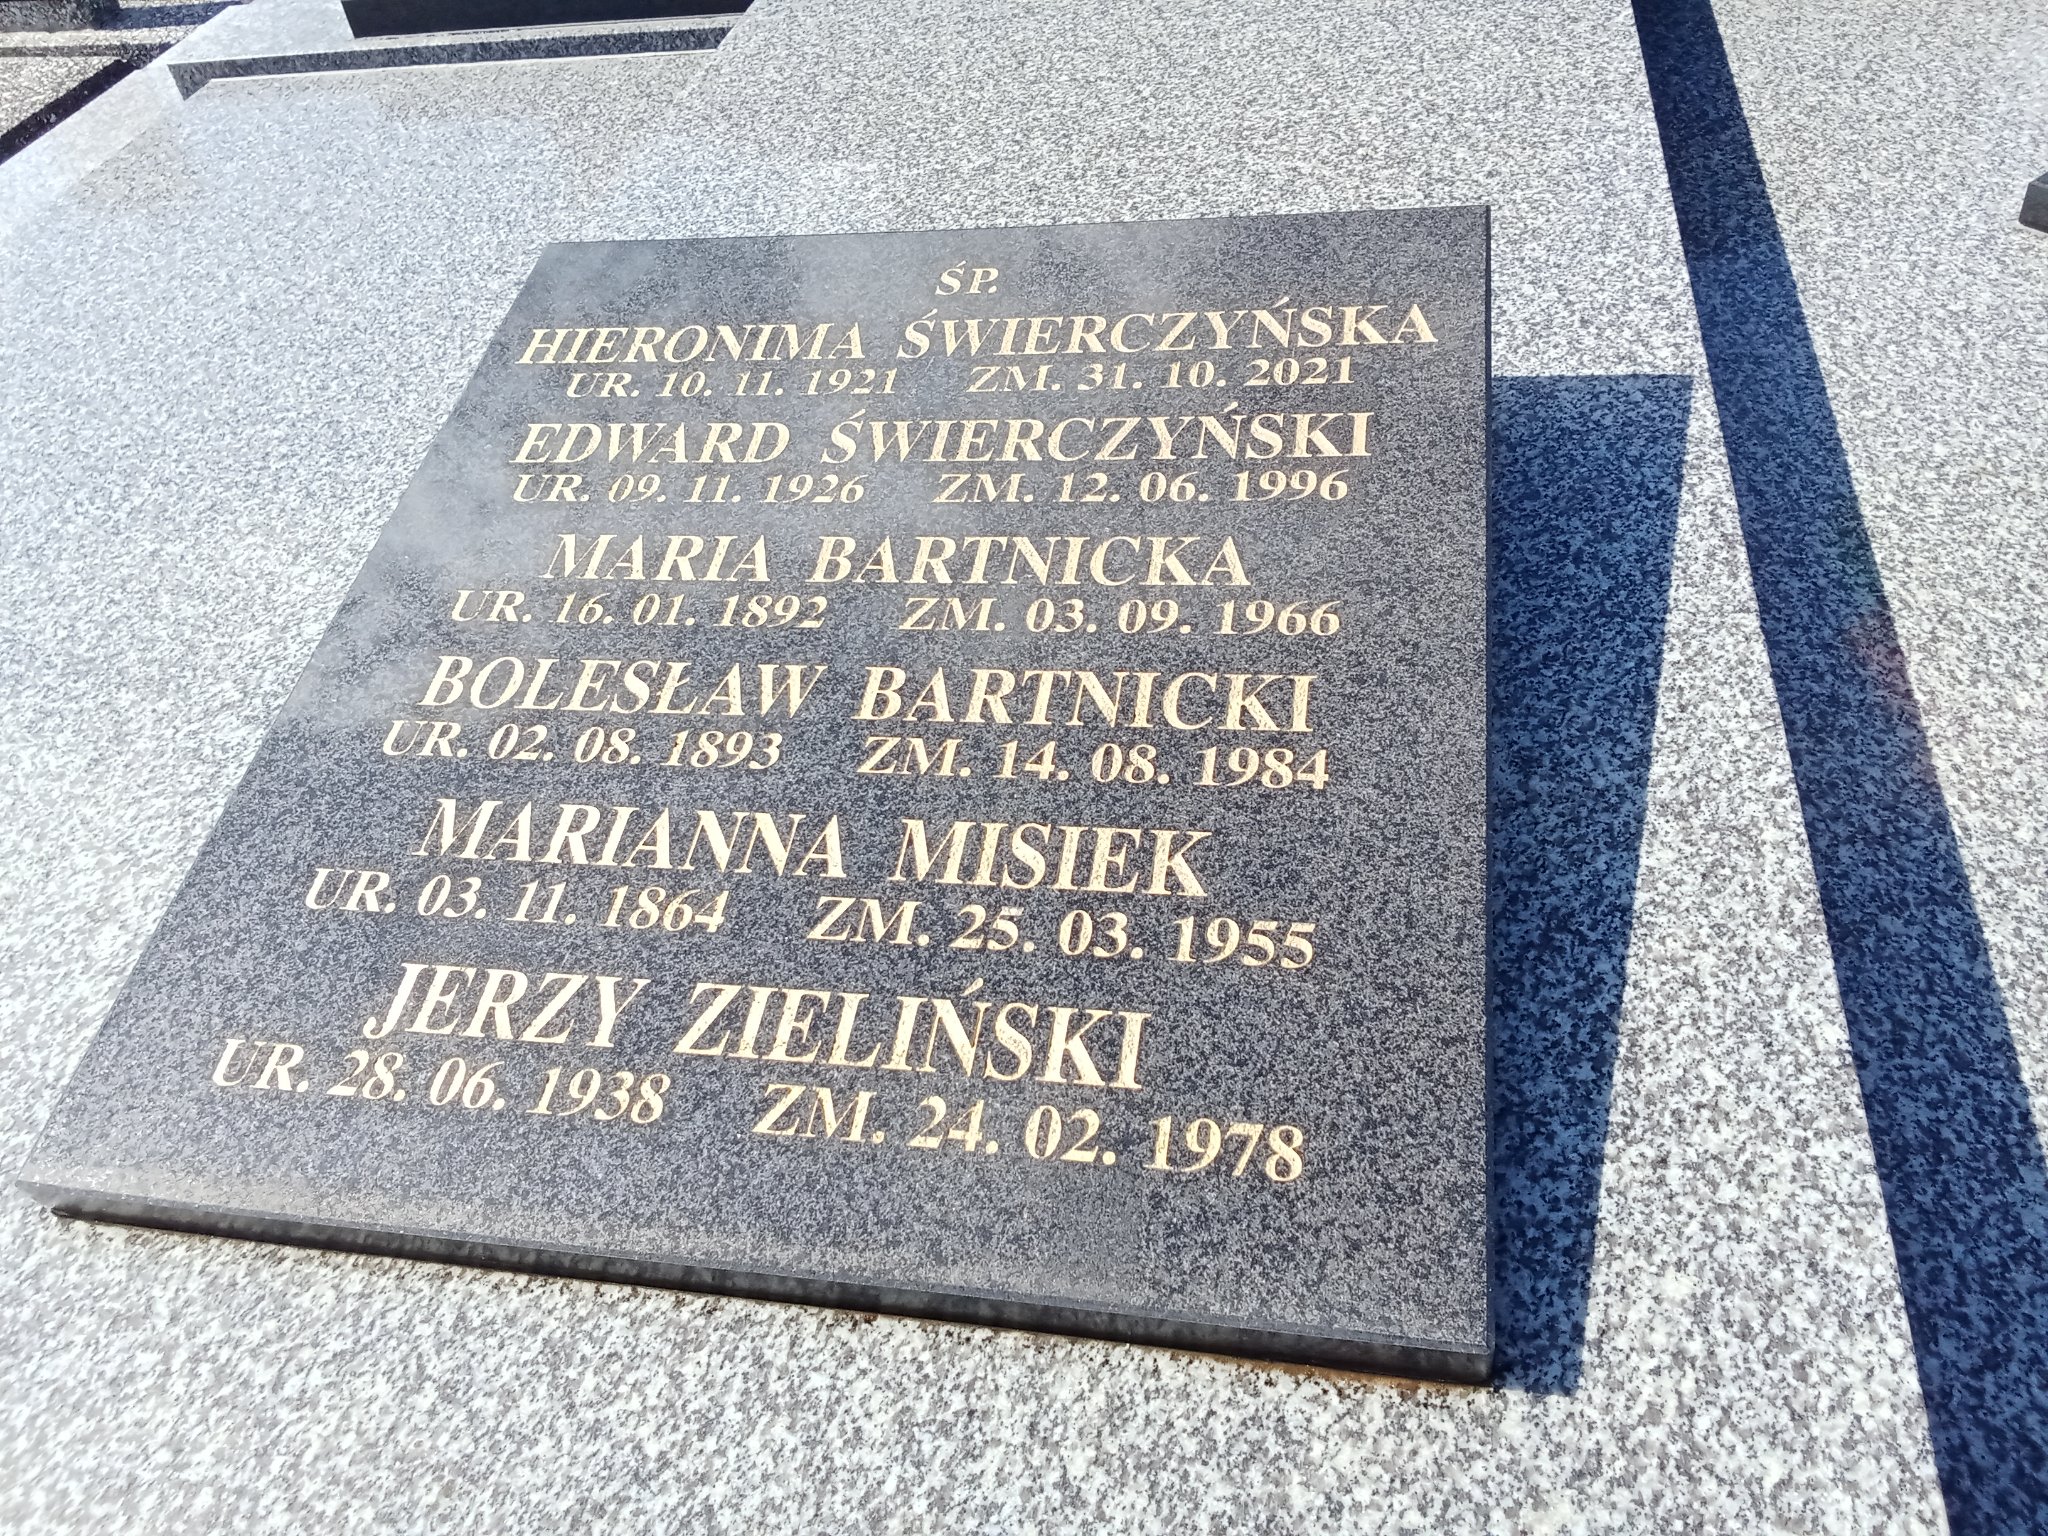 ŚP.
HIERONIMA ŚWIERCZYŃSKA
UR. 10. 11. 1921 ZM. 31. 10. 2021
EDWARD ŚWIERCZYŃSKI
UR. 09. 11. 1926 ZM. 12. 06. 1996
MARIA BARTNICKA
UR. 16. 01. 1892 ZM. 03. 09. 1966
BOLESŁAW BARTNICKI
UR. 02. 08. 1893 ZM. 14. 08. 1984
MARIANNA MISIEK
UR. 03. 11. 1864 ZM. 25. 03. 1955
JERZY ZIELIŃSKI
UR. 28. 06. 1938 ZM. 24. 02. 1978